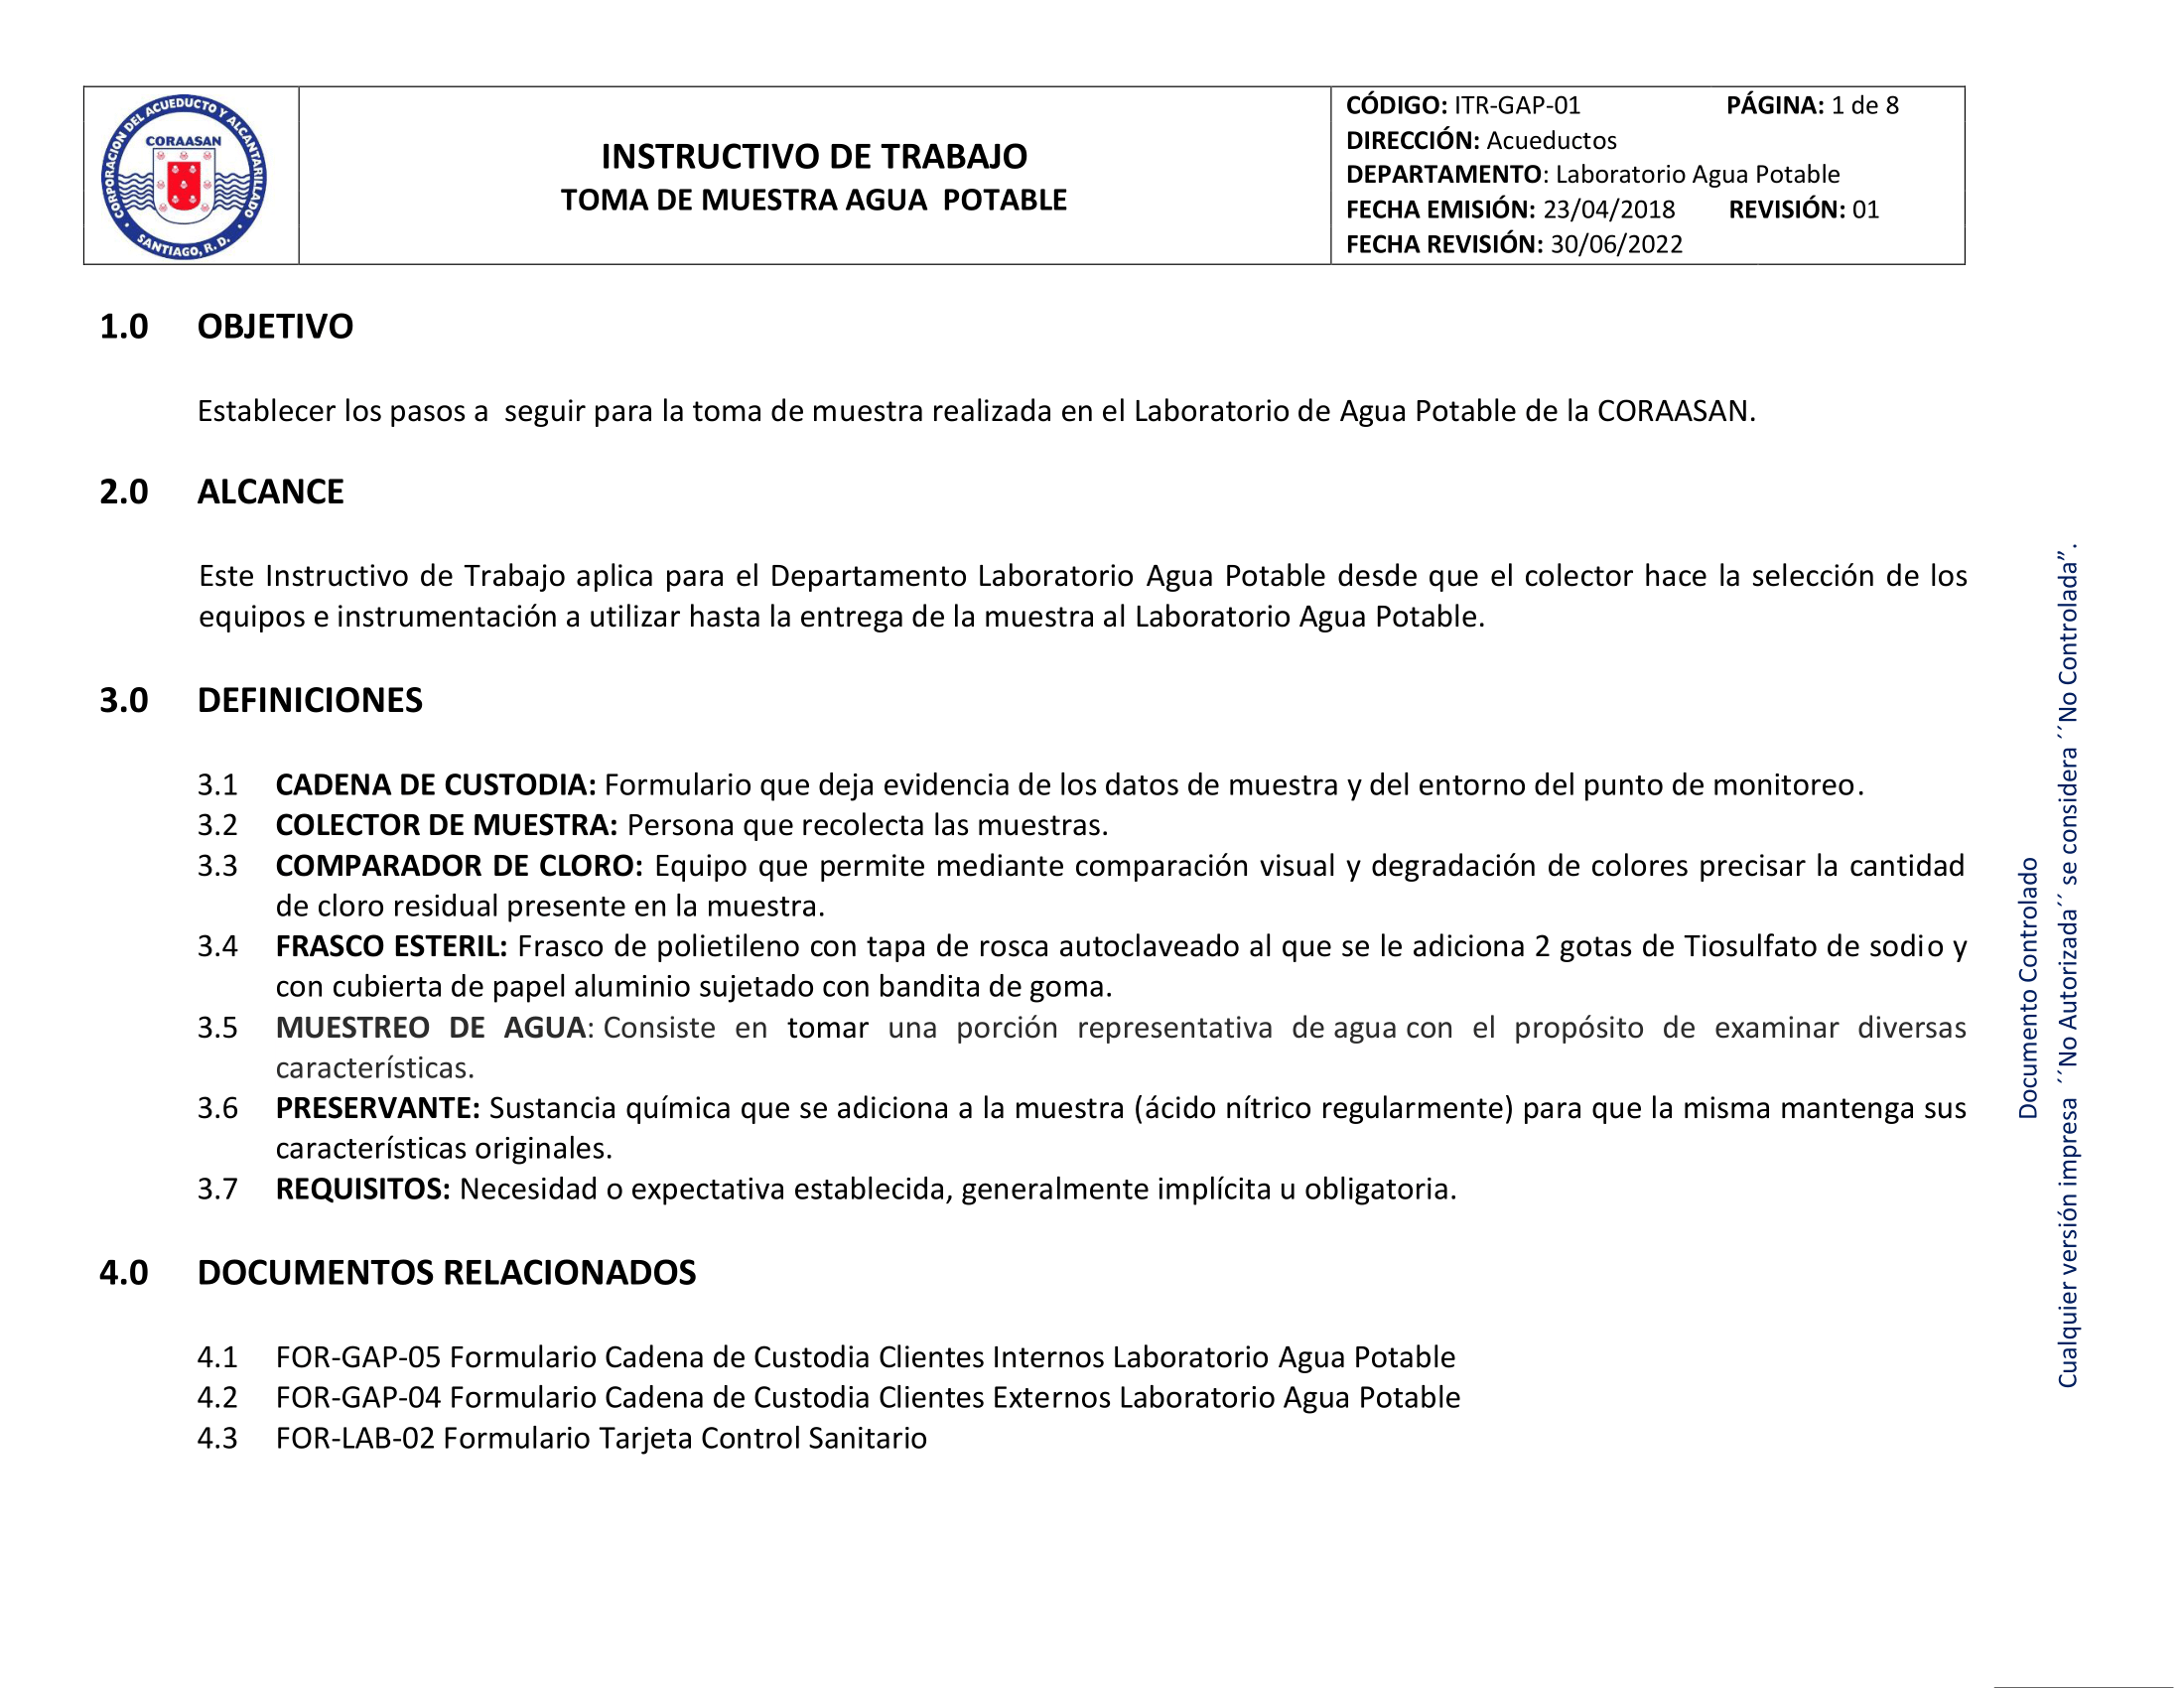 CORPORACION DEL ACUEDUCTO Y ALCANTARILLADO
CORAASAN
• SANTIAGO, R. D. •
INSTRUCTIVO DE TRABAJO
TOMA DE MUESTRA AGUA  POTABLE
CÓDIGO: ITR-GAP-01 PÁGINA: 1 de 8
DIRECCIÓN: Acueductos
DEPARTAMENTO: Laboratorio Agua Potable
FECHA EMISIÓN: 23/04/2018 REVISIÓN: 01
FECHA REVISIÓN: 30/06/2022
1.0 OBJETIVO
Establecer los pasos a  seguir para la toma de muestra realizada en el Laboratorio de Agua Potable de la CORAASAN.
2.0 ALCANCE
Este Instructivo de Trabajo aplica para el Departamento Laboratorio Agua Potable desde que el colector hace la selección de los
equipos e instrumentación a utilizar hasta la entrega de la muestra al Laboratorio Agua Potable.
3.0 DEFINICIONES
3.1 CADENA DE CUSTODIA: Formulario que deja evidencia de los datos de muestra y del entorno del punto de monitoreo.
3.2 COLECTOR DE MUESTRA: Persona que recolecta las muestras.
3.3 COMPARADOR DE CLORO: Equipo que permite mediante comparación visual y degradación de colores precisar la cantidad
de cloro residual presente en la muestra.
3.4 FRASCO ESTERIL: Frasco de polietileno con tapa de rosca autoclaveado al que se le adiciona 2 gotas de Tiosulfato de sodio y
con cubierta de papel aluminio sujetado con bandita de goma.
3.5 MUESTREO DE AGUA: Consiste en tomar una porción representativa de agua con el propósito de examinar diversas
características.
3.6 PRESERVANTE: Sustancia química que se adiciona a la muestra (ácido nítrico regularmente) para que la misma mantenga sus
características originales.
3.7 REQUISITOS: Necesidad o expectativa establecida, generalmente implícita u obligatoria.
4.0 DOCUMENTOS RELACIONADOS
4.1 FOR-GAP-05 Formulario Cadena de Custodia Clientes Internos Laboratorio Agua Potable
4.2 FOR-GAP-04 Formulario Cadena de Custodia Clientes Externos Laboratorio Agua Potable
4.3 FOR-LAB-02 Formulario Tarjeta Control Sanitario
Documento Controlado
Cualquier versión impresa ´´No Autorizada´´ se considera ´´No Controlada”.